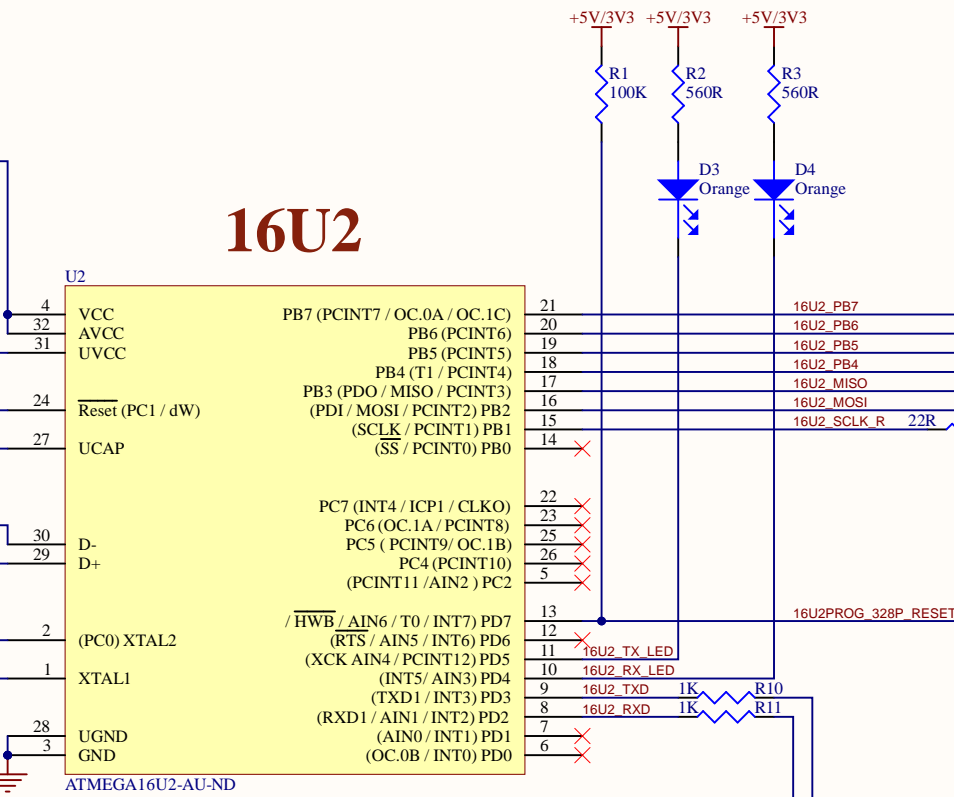 +5V/3V3 +5V/3V3 +5V/3V3
R1 R2 R3
100K 560R 560R
D3 D4
Orange Orange
16U2
U2
4 VCC PB7 (PCINT7 / OC.0A / OC.1C) 21 16U2_PB7
32 AVCC PB6 (PCINT6) 20 16U2_PB6
31 UVCC PB5 (PCINT5) 19 16U2_PB5
PB4 (T1 / PCINT4) 18 16U2_PB4
PB3 (PDO / MISO / PCINT3) 17 16U2_MISO
24 Reset (PC1 / dW) (PDI / MOSI / PCINT2) PB2 16 16U2_MOSI
(SCLK / PCINT1) PB1 15 16U2_SCLK_R 22R
27 UCAP (SS / PCINT0) PB0 14
PC7 (INT4 / ICP1 / CLKO) 22
PC6 (OC.1A / PCINT8) 23
30 D- PC5 ( PCINT9/ OC.1B) 25
29 D+ PC4 (PCINT10) 26
(PCINT11 /AIN2 ) PC2 5
/ HWB / AIN6 / T0 / INT7) PD7 13 16U2PROG_328P_RESET
2 (PC0) XTAL2 (RTS / AIN5 / INT6) PD6 12
(XCK AIN4 / PCINT12) PD5 11 16U2_TX_LED
1 XTAL1 (INT5/ AIN3) PD4 10 16U2_RX_LED
(TXD1 / INT3) PD3 9 16U2_TXD 1K R10
(RXD1 / AIN1 / INT2) PD2 8 16U2_RXD 1K R11
28 UGND (AIN0 / INT1) PD1 7
3 GND (OC.0B / INT0) PD0 6
ATMEGA16U2-AU-ND